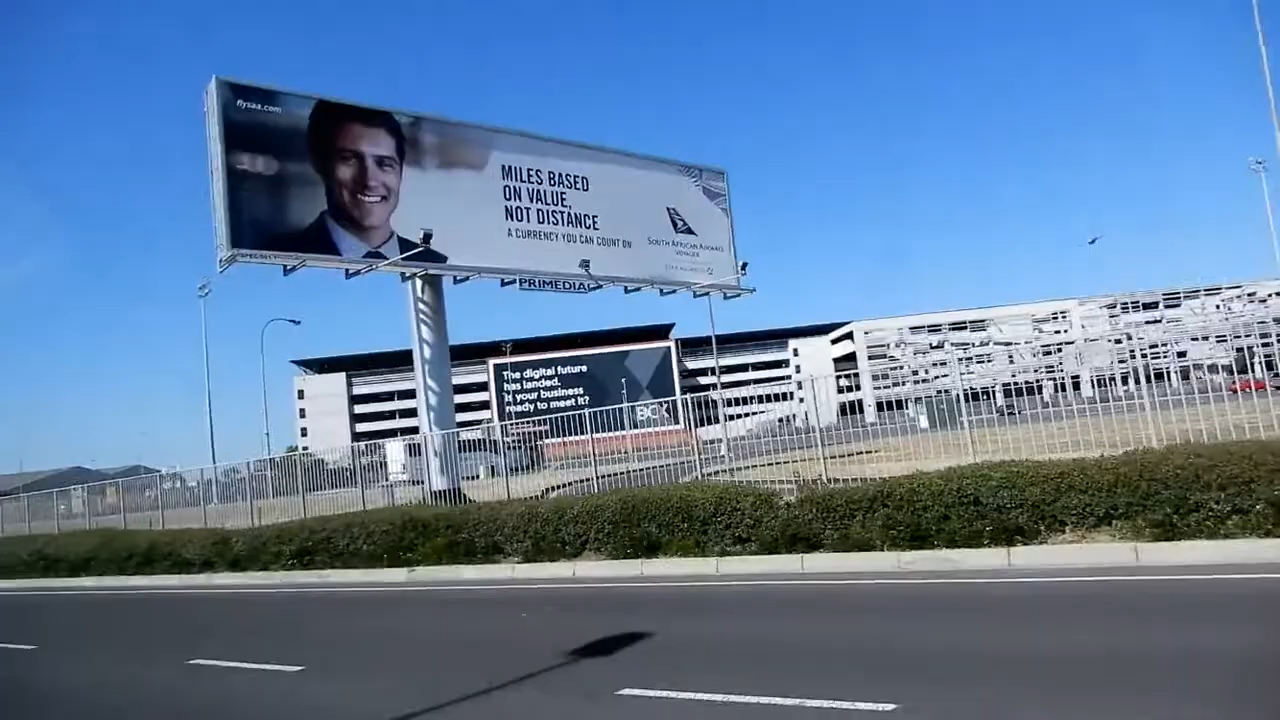 flysaa.com
MILES BASED
ON VALUE,
NOT DISTANCE
A CURRENCY YOU CAN COUNT ON
SOUTH AFRICAN AIRWAYS
VOYAGER
PRIMEDIA
The digital future
has landed.
Is your business
ready to meet it?
BCX